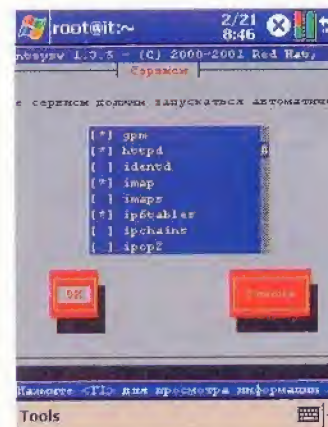 root@it:~ 2/21 8:46
ntsysv 1.3.5 - (C) 2000-2001 Red Hat,
Сервисы
е сервисы должны запускаться автоматич
[*] gpm
[*] httpd
[ ] identd
[*] imap
[ ] imaps
[*] ip6tables
[ ] ipchains
[ ] ipop2
OK
Нажмите <F1> для просмотра информации
Tools